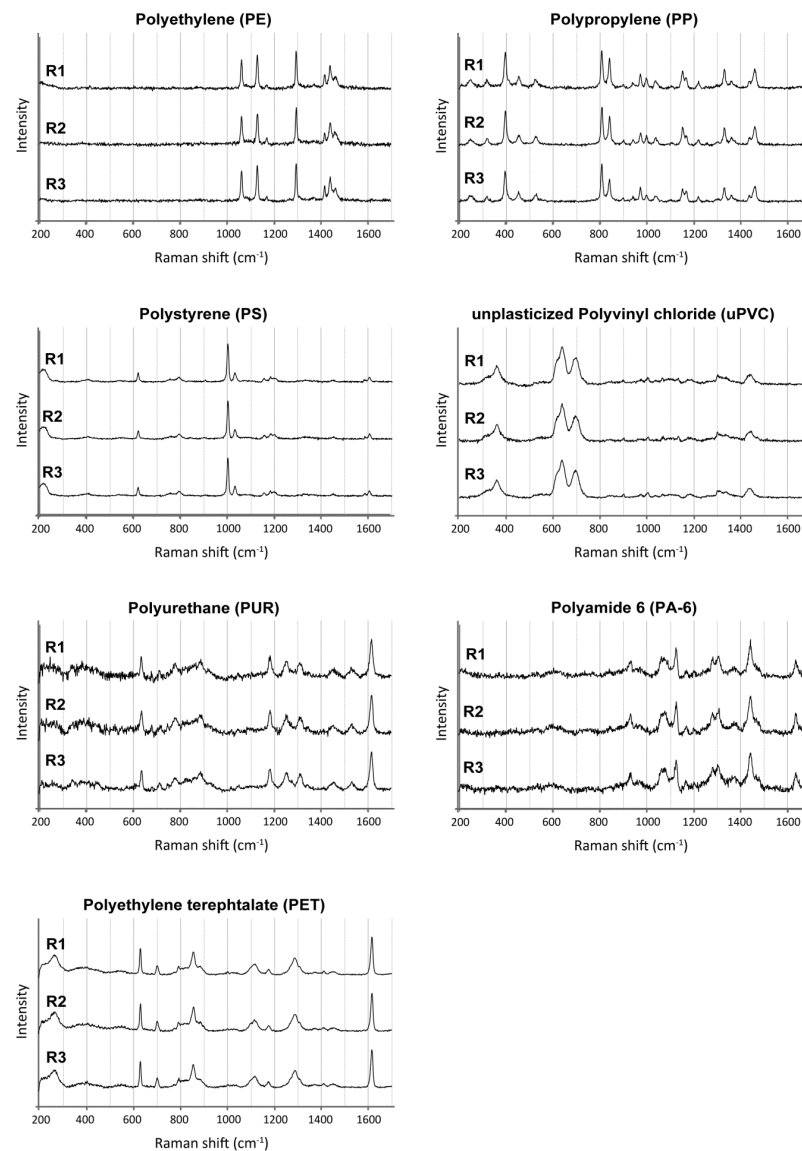 Polyethylene (PE)
R1
R2
R3
Intensity
200 400 600 800 1000 1200 1400 1600
Raman shift (cm-1)
Polypropylene (PP)
R1
R2
R3
Intensity
200 400 600 800 1000 1200 1400 1600
Raman shift (cm-1)
Polystyrene (PS)
R1
R2
R3
Intensity
200 400 600 800 1000 1200 1400 1600
Raman shift (cm-1)
unplasticized Polyvinyl chloride (uPVC)
R1
R2
R3
Intensity
200 400 600 800 1000 1200 1400 1600
Raman shift (cm-1)
Polyurethane (PUR)
R1
R2
R3
Intensity
200 400 600 800 1000 1200 1400 1600
Raman shift (cm-1)
Polyamide 6 (PA-6)
R1
R2
R3
Intensity
200 400 600 800 1000 1200 1400 1600
Raman shift (cm-1)
Polyethylene terephtalate (PET)
R1
R2
R3
Intensity
200 400 600 800 1000 1200 1400 1600
Raman shift (cm-1)